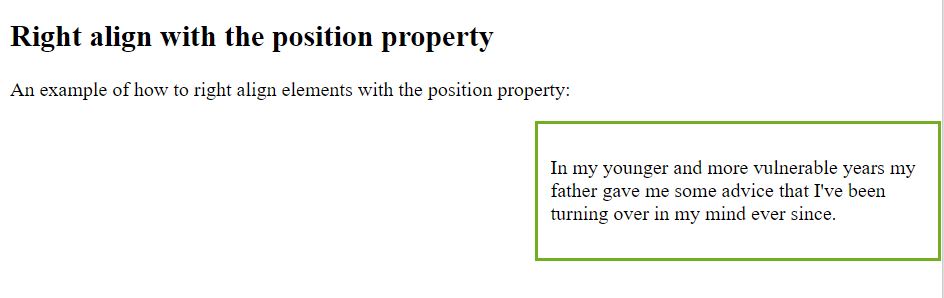 Right align with the position property
An example of how to right align elements with the position property:
In my younger and more vulnerable years my
father gave me some advice that I've been
turning over in my mind ever since.